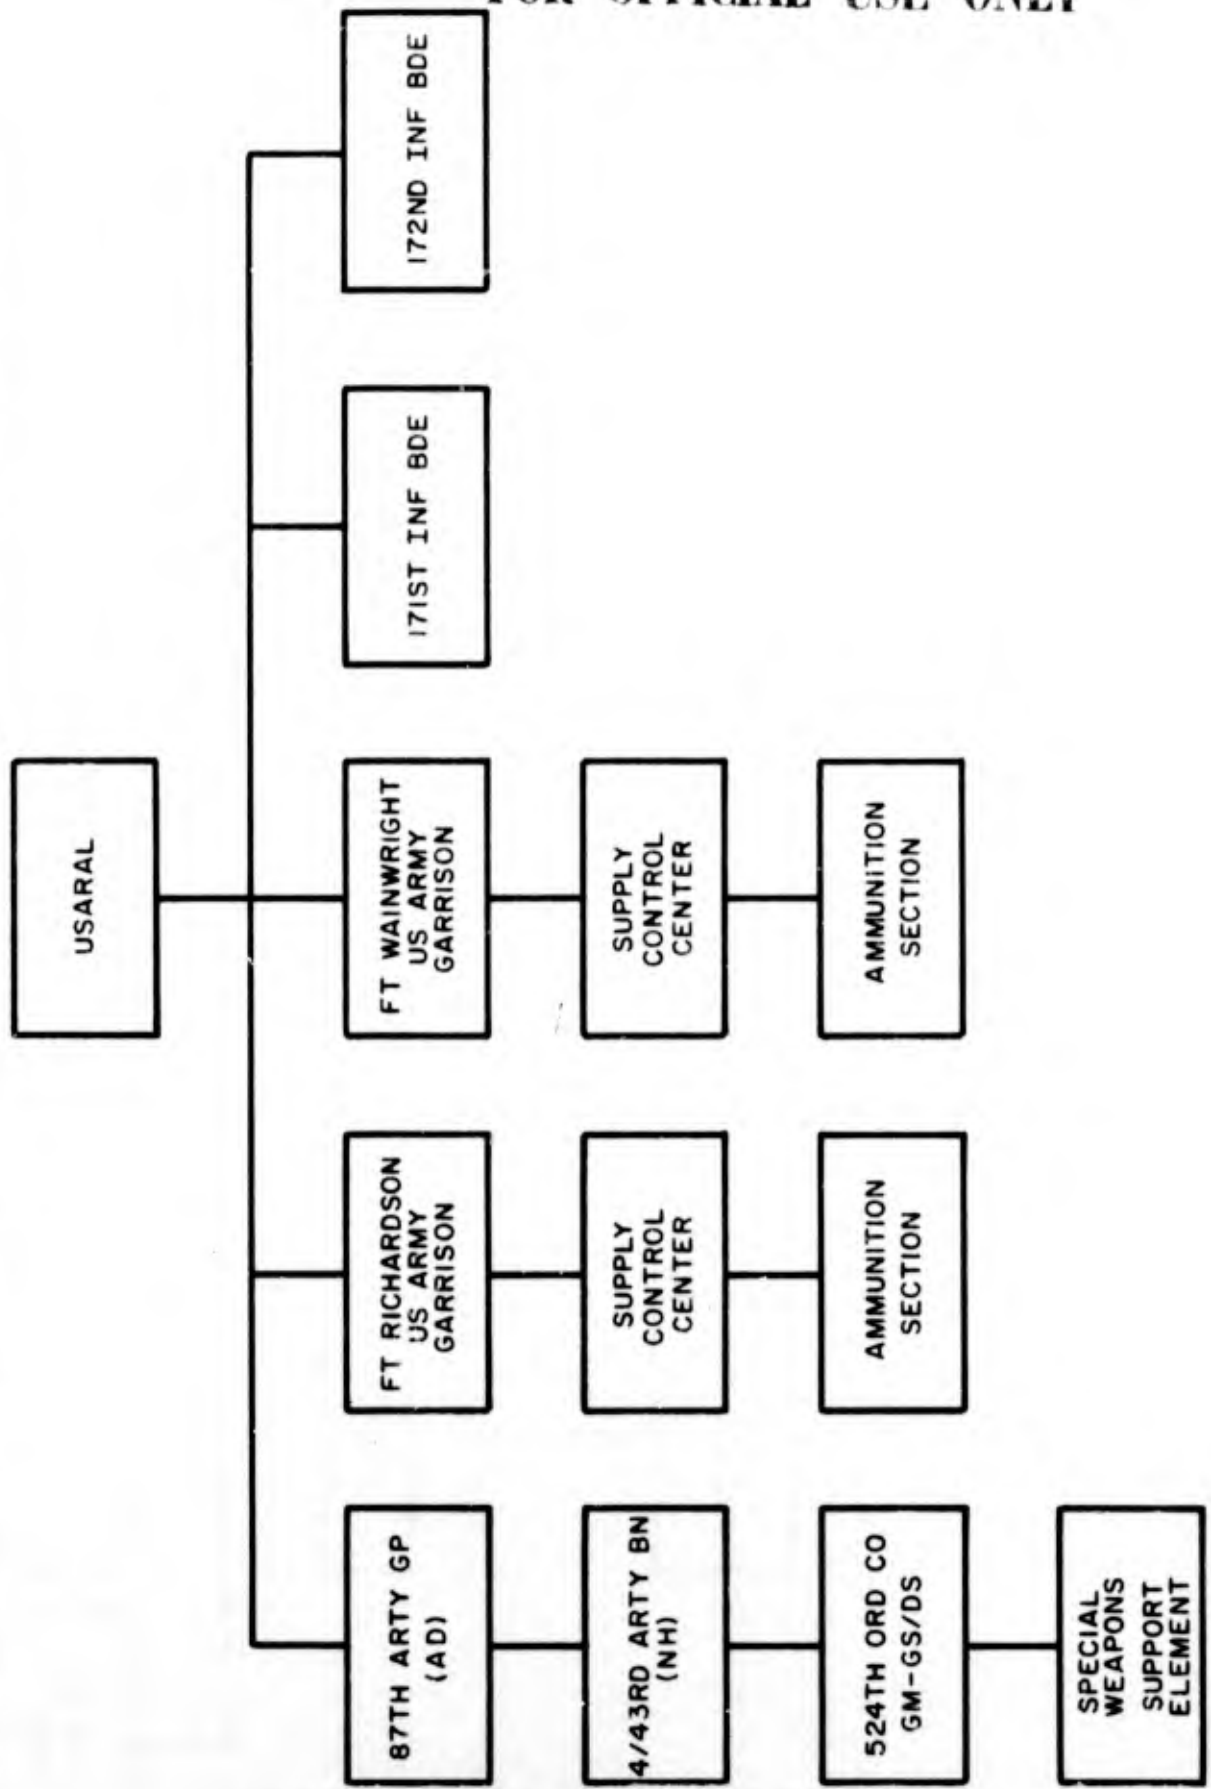 FOR OFFICIAL USE ONLY
USARAL
87TH ARTY GP
(AD)
FT RICHARDSON
US ARMY
GARRISON
FT WAINWRIGHT
US ARMY
GARRISON
171ST INF BDE
172ND INF BDE
4/43RD ARTY BN
(NH)
SUPPLY
CONTROL
CENTER
SUPPLY
CONTROL
CENTER
524TH ORD CO
GM-GS/DS
AMMUNITION
SECTION
AMMUNITION
SECTION
SPECIAL
WEAPONS
SUPPORT
ELEMENT